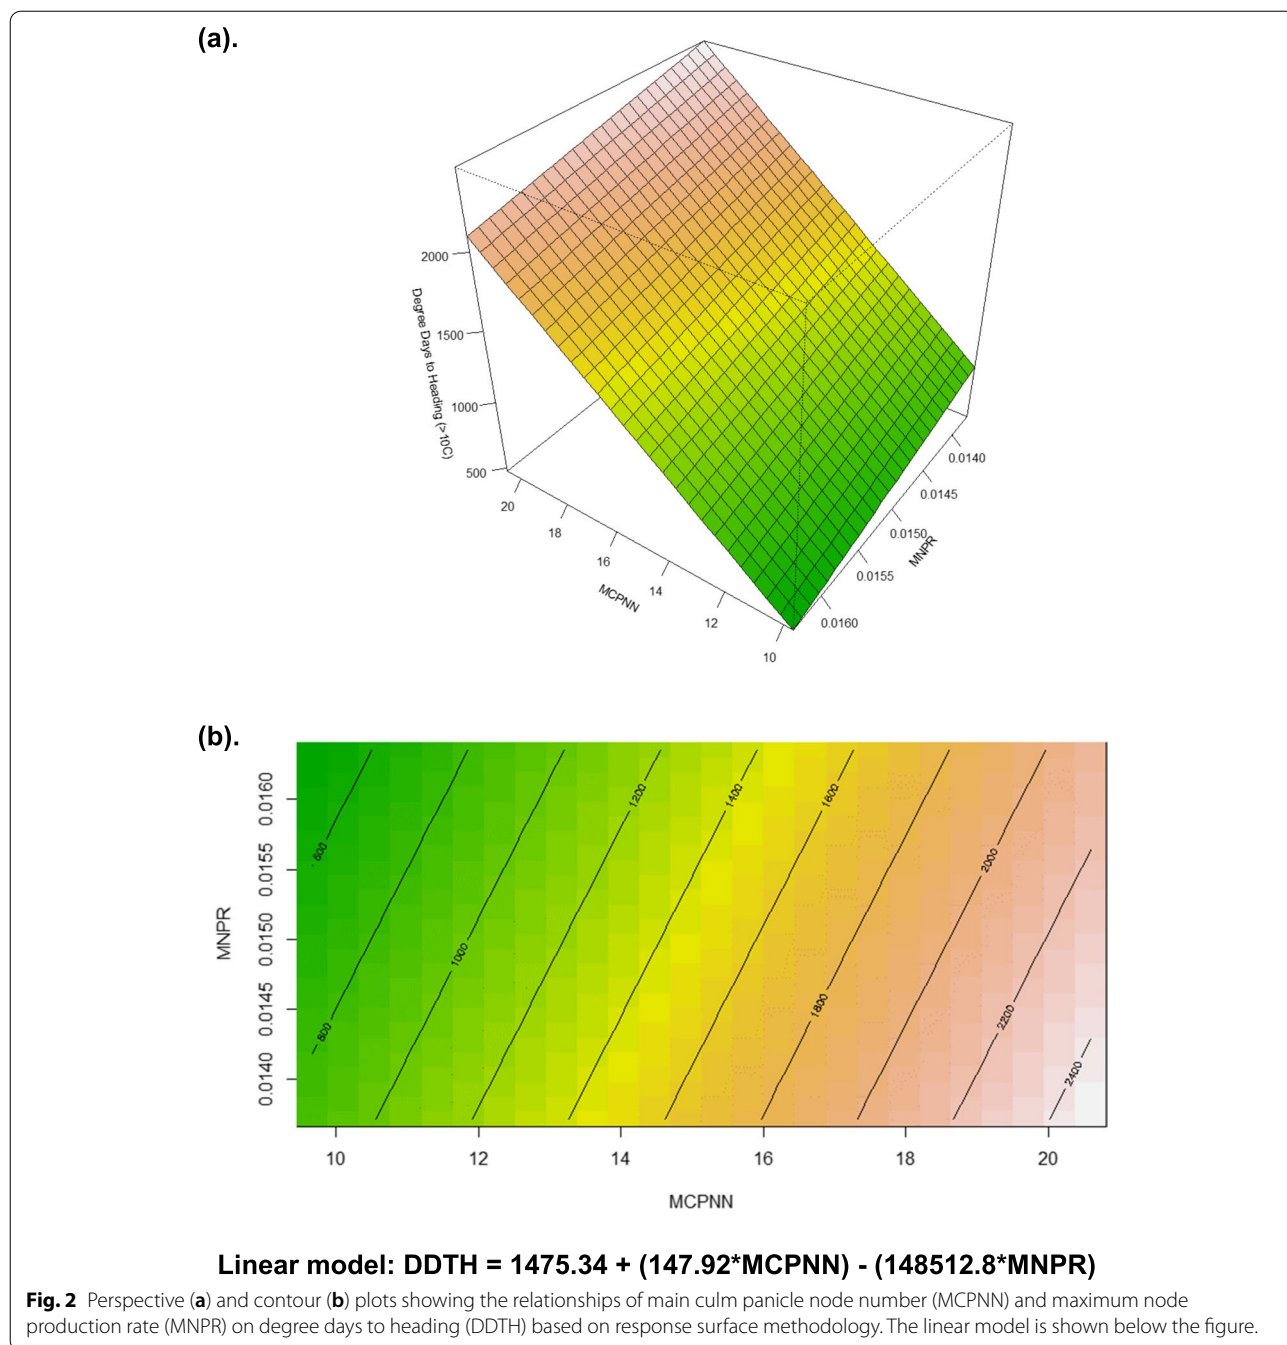 (a).
2000
1500
1000
500
Degree Days to Heading (>10C)
20
18
16
14
12
10
MCPNN
0.0140
0.0145
0.0150
0.0155
0.0160
MNPR
(b).
0.0160
0.0155
0.0150
0.0145
0.0140
MNPR
600
800
1000
1200
1400
1600
1800
2000
2200
2400
10 12 14 16 18 20
MCPNN
Linear model: DDTH = 1475.34 + (147.92*MCPNN) - (148512.8*MNPR)
Fig. 2 Perspective (a) and contour (b) plots showing the relationships of main culm panicle node number (MCPNN) and maximum node
production rate (MNPR) on degree days to heading (DDTH) based on response surface methodology. The linear model is shown below the figure.